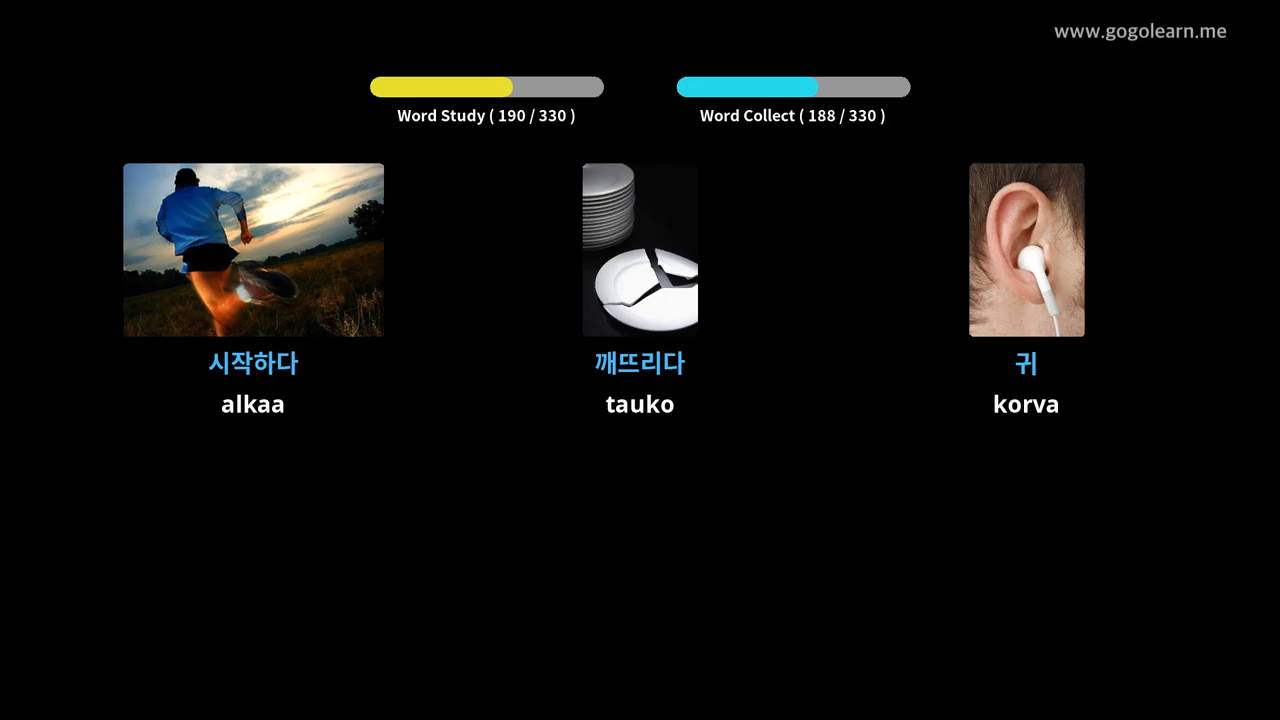 www.gogolearn.me
Word Study ( 190 / 330 )
Word Collect ( 188 / 330 )
시작하다
깨뜨리다
귀
alkaa
tauko
korva